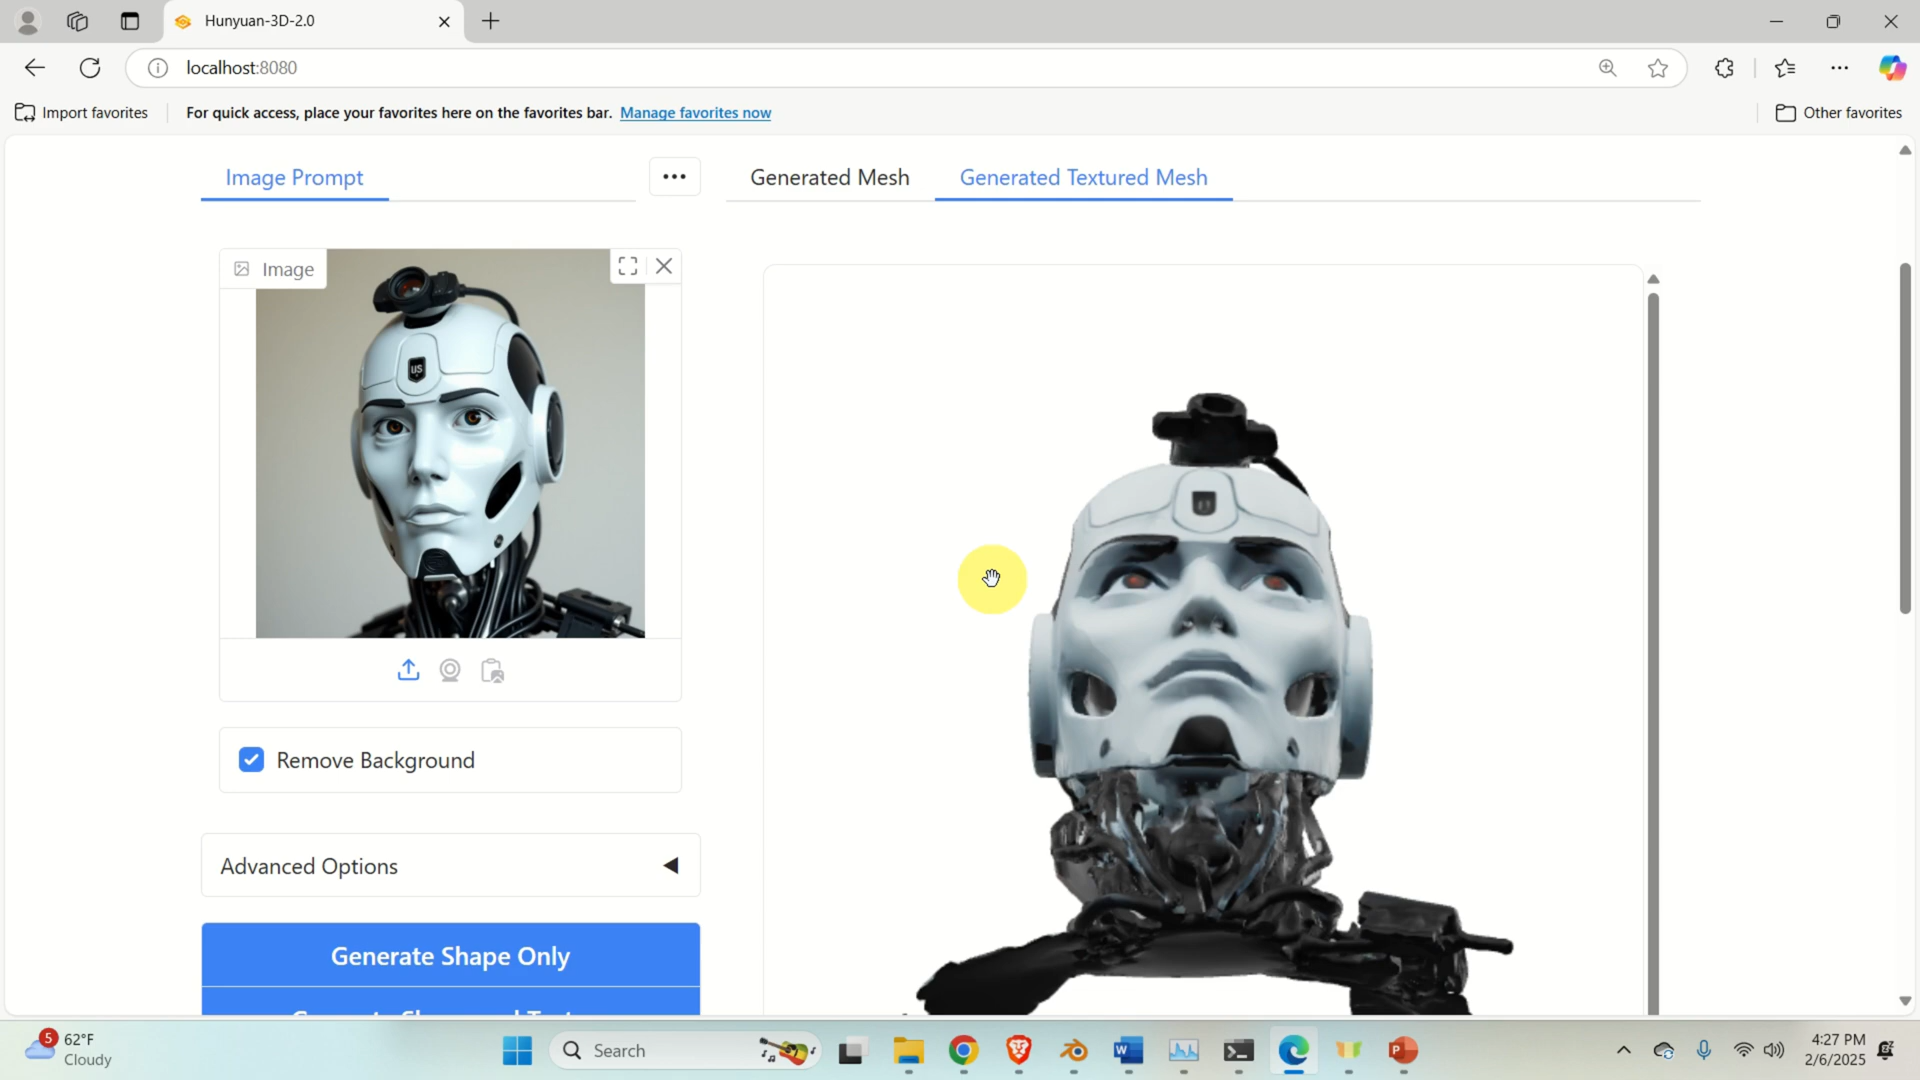 Hunyuan-3D-2.0
localhost:8080
Import favorites
For quick access, place your favorites here on the favorites bar. Manage favorites now
Other favorites
Image Prompt
Generated Mesh
Generated Textured Mesh
Image
US
Remove Background
Advanced Options
Generate Shape Only
5
62°F
Cloudy
Search
4:27 PM
2/6/2025